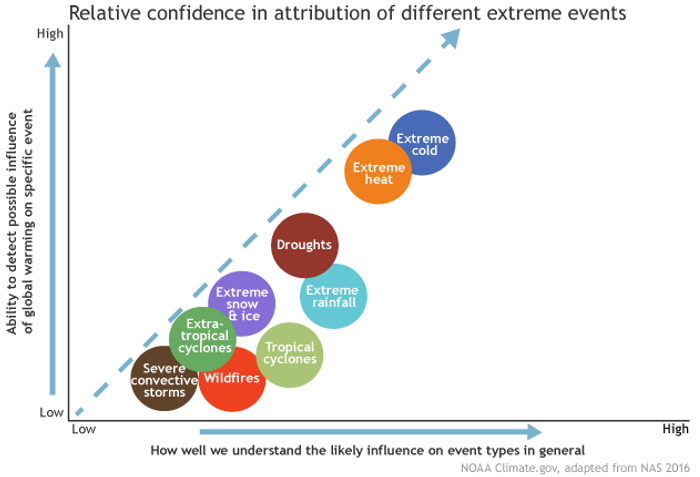 Relative confidence in attribution of different extreme events
High
Ability to detect possible influence
of global warming on specific event
Extreme
cold
Extreme
heat
Droughts
Extreme
rainfall
Extreme
snow
& ice
Extra-
tropical
cyclones
Tropical
cyclones
Severe
convective
storms
Wildfires
Low
Low
High
How well we understand the likely influence on event types in general
NOAA Climate.gov, adapted from NAS 2016